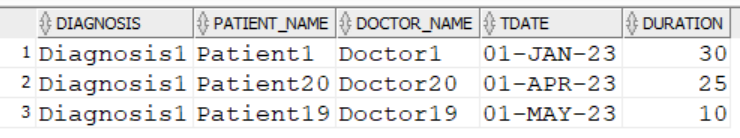 DIAGNOSIS PATIENT_NAME DOCTOR_NAME TDATE DURATION
1 Diagnosis1 Patient1 Doctor1 01-JAN-23 30
2 Diagnosis1 Patient20 Doctor20 01-APR-23 25
3 Diagnosis1 Patient19 Doctor19 01-MAY-23 10